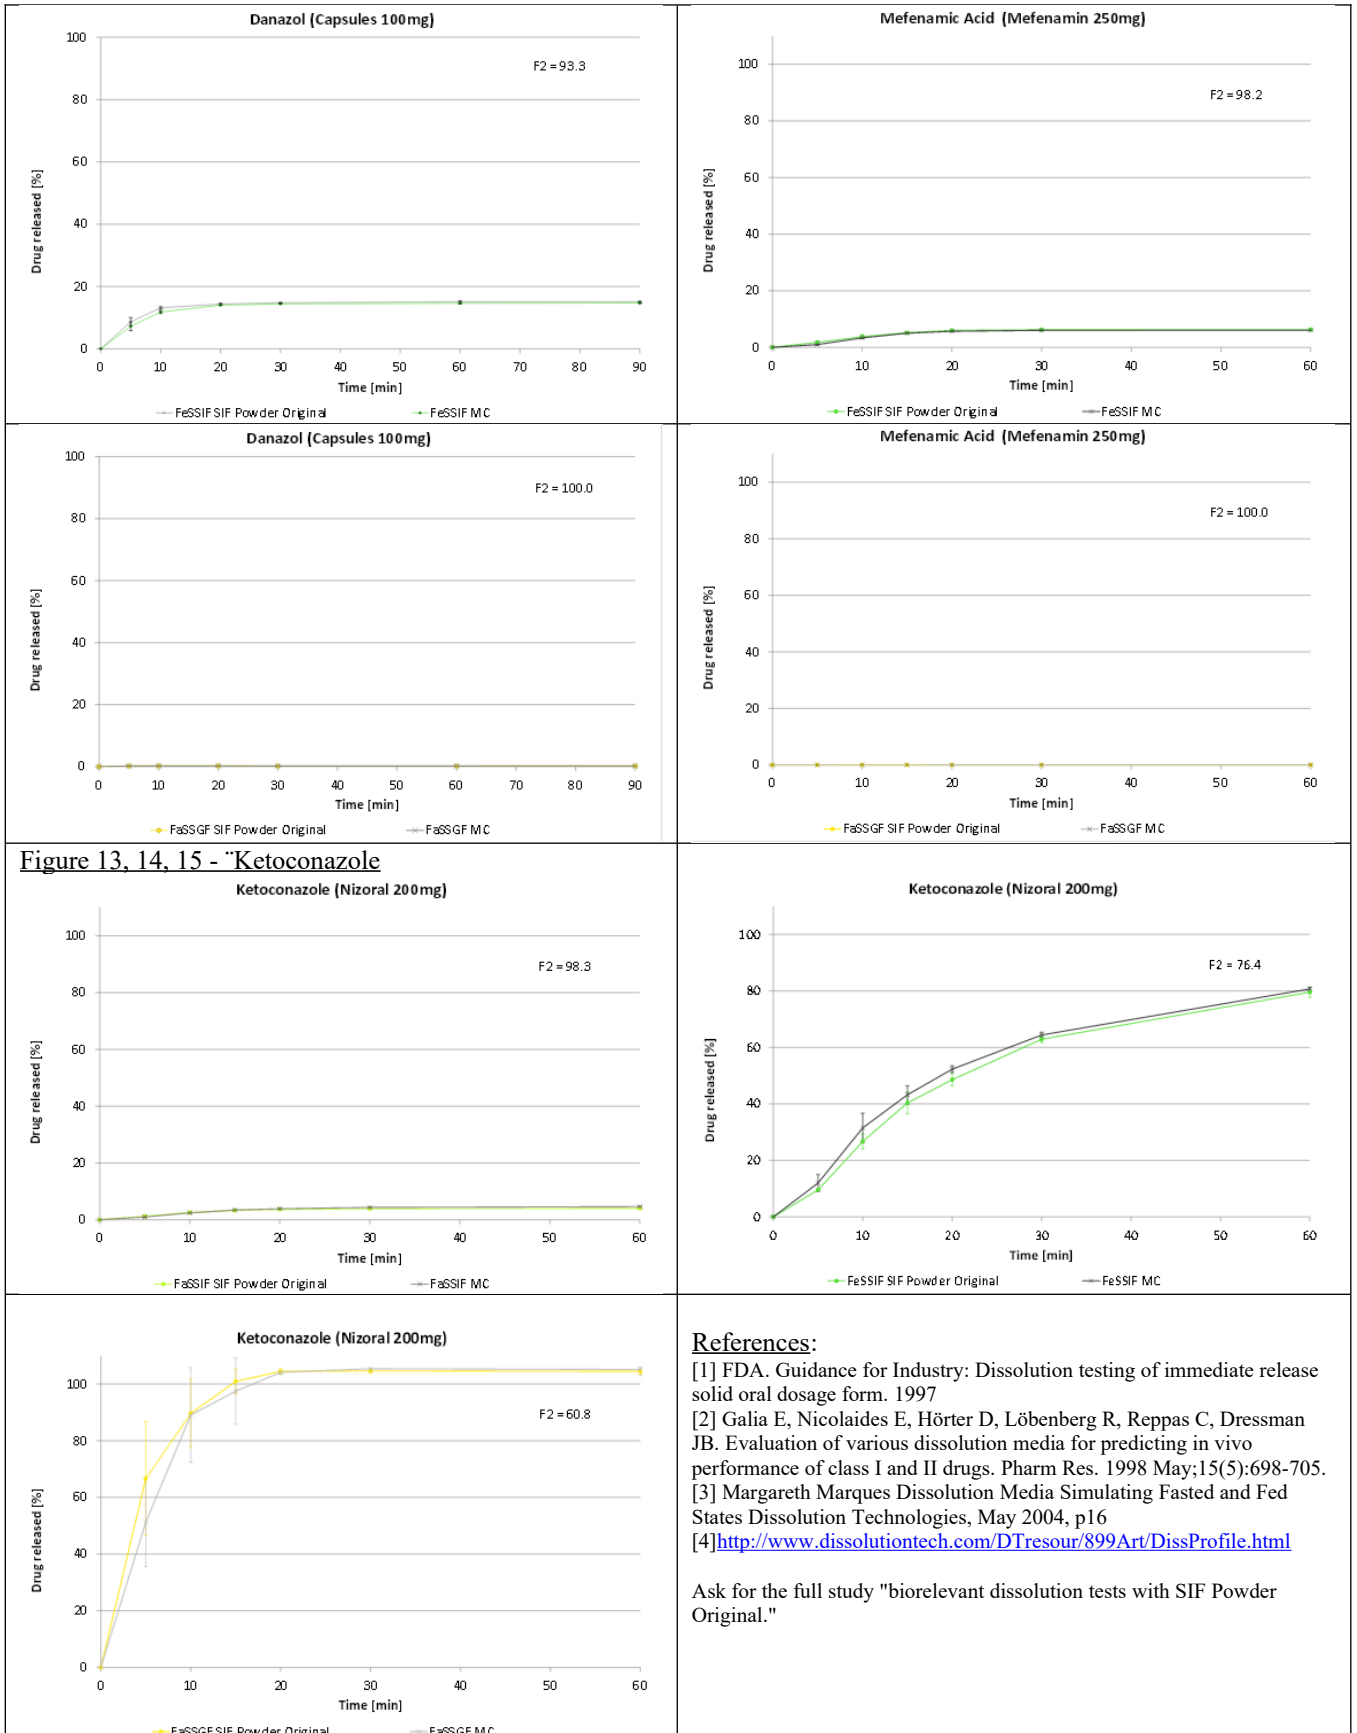 Danazol (Capsules 100mg)
F2 = 93.3
Drug released [%]
100
80
60
40
20
0
0 10 20 30 40 50 60 70 80 90
Time [min]
FeSSIF SIF Powder Original FeSSIF MC
Mefenamic Acid (Mefenamin 250mg)
F2 = 98.2
Drug released [%]
100
80
60
40
20
0
0 10 20 30 40 50 60
Time [min]
FeSSIF SIF Powder Original FeSSIF MC
Danazol (Capsules 100mg)
F2 = 100.0
Drug released [%]
100
80
60
40
20
0
0 10 20 30 40 50 60 70 80 90
Time [min]
FaSSGF SIF Powder Original FaSSGF MC
Mefenamic Acid (Mefenamin 250mg)
F2 = 100.0
Drug released [%]
100
80
60
40
20
0
0 10 20 30 40 50 60
Time [min]
FaSSGF SIF Powder Original FaSSGF MC
Figure 13, 14, 15 - ¨Ketoconazole
Ketoconazole (Nizoral 200mg)
F2 = 98.3
Drug released [%]
100
80
60
40
20
0
0 10 20 30 40 50 60
Time [min]
FaSSIF SIF Powder Original FaSSIF MC
Ketoconazole (Nizoral 200mg)
F2 = 76.4
Drug released [%]
100
80
60
40
20
0
0 10 20 30 40 50 60
Time [min]
FeSSIF SIF Powder Original FeSSIF MC
Ketoconazole (Nizoral 200mg)
F2 = 60.8
Drug released [%]
100
80
60
40
20
0
0 10 20 30 40 50 60
Time [min]
FaSSGF SIF Powder Original FaSSGF MC
References:
[1] FDA. Guidance for Industry: Dissolution testing of immediate release
solid oral dosage form. 1997
[2] Galia E, Nicolaides E, Hörter D, Löbenberg R, Reppas C, Dressman
JB. Evaluation of various dissolution media for predicting in vivo
performance of class I and II drugs. Pharm Res. 1998 May;15(5):698-705.
[3] Margareth Marques Dissolution Media Simulating Fasted and Fed
States Dissolution Technologies, May 2004, p16
[4]http://www.dissolutiontech.com/DTresour/899Art/DissProfile.html
Ask for the full study "biorelevant dissolution tests with SIF Powder
Original."